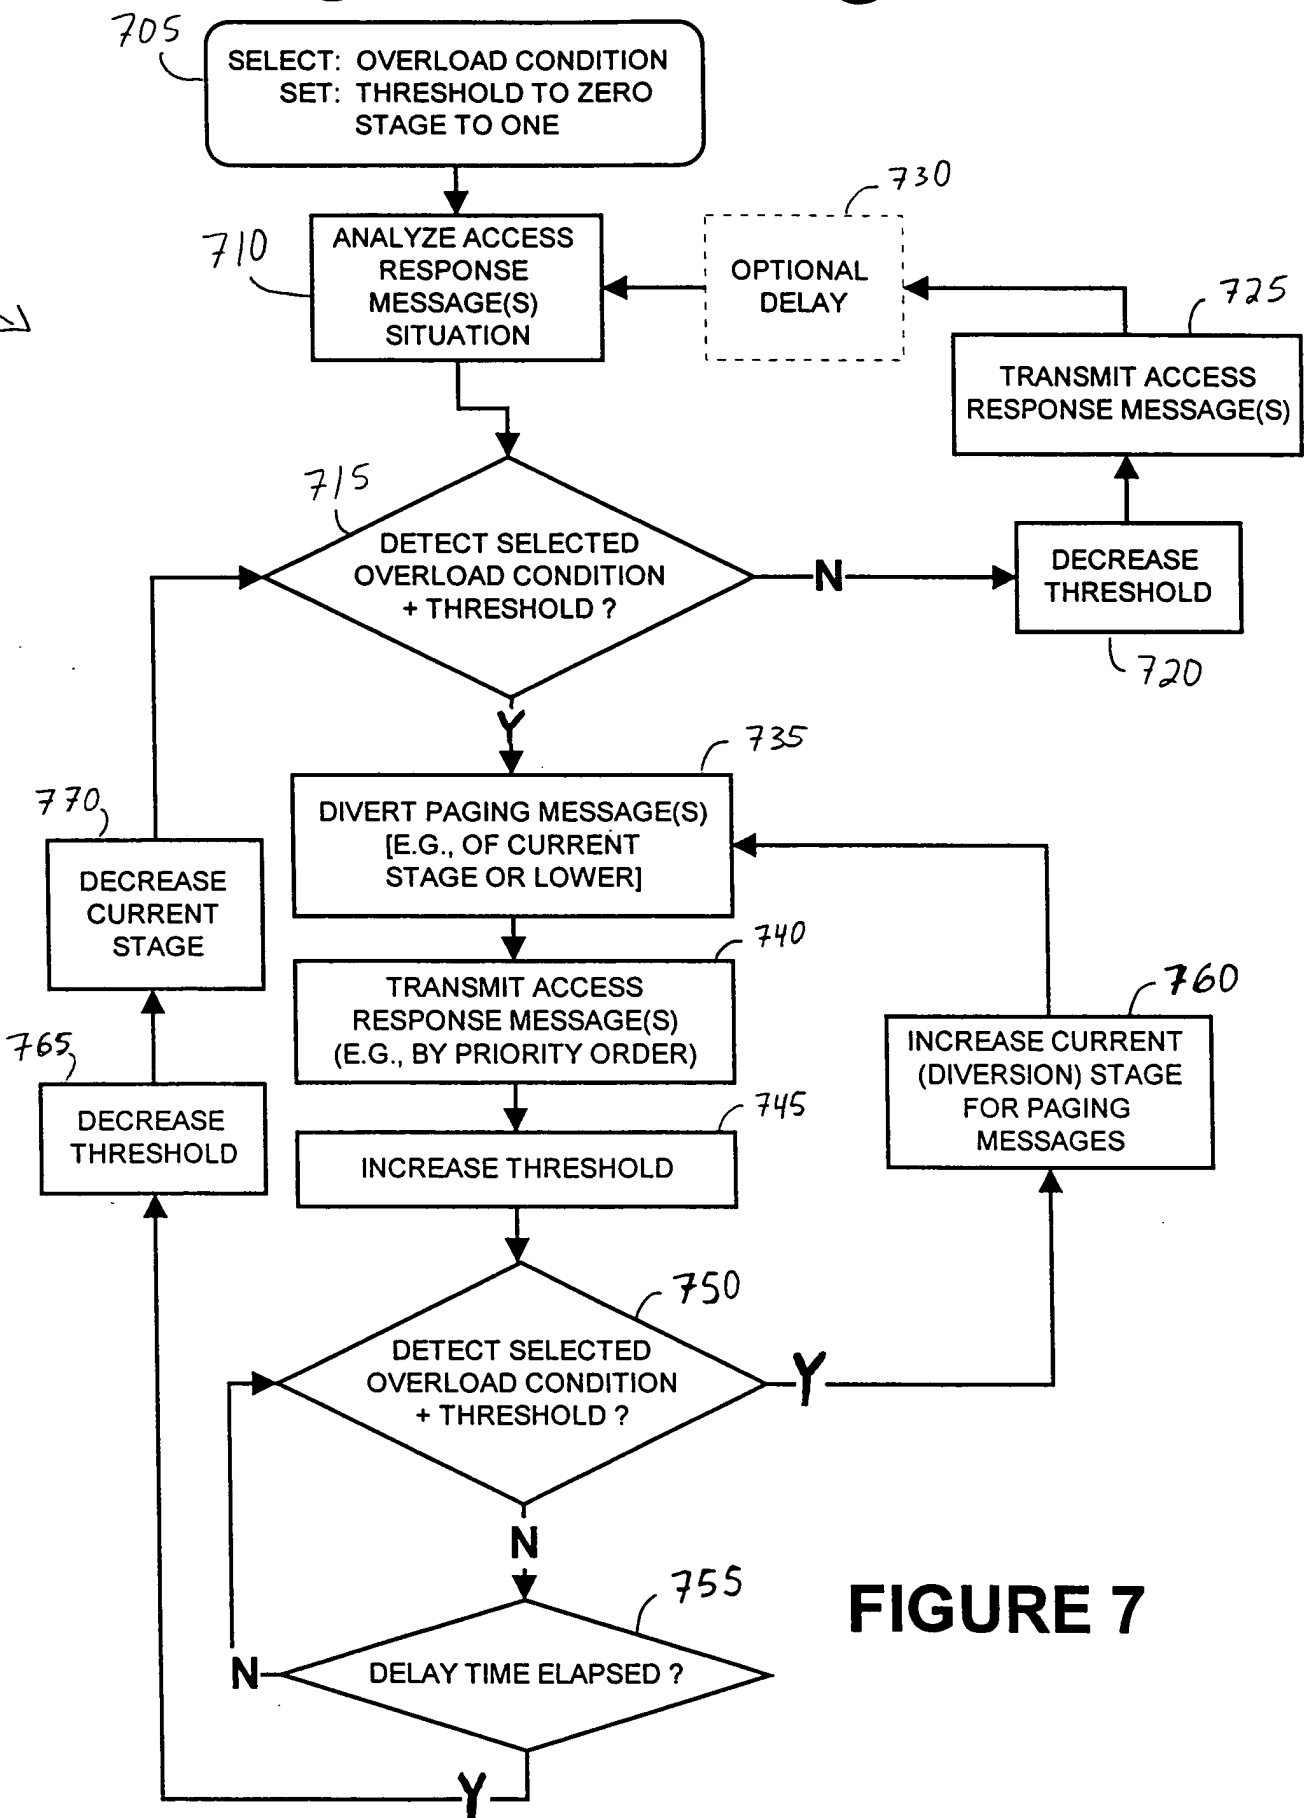 705
SELECT: OVERLOAD CONDITION
SET: THRESHOLD TO ZERO
STAGE TO ONE
730
710
ANALYZE ACCESS
RESPONSE
MESSAGE(S)
SITUATION
OPTIONAL
DELAY
725
TRANSMIT ACCESS
RESPONSE MESSAGE(S)
715
DETECT SELECTED
OVERLOAD CONDITION
+ THRESHOLD ?
N
DECREASE
THRESHOLD
720
Y
735
770
DIVERT PAGING MESSAGE(S)
[E.G., OF CURRENT
STAGE OR LOWER]
DECREASE
CURRENT
STAGE
740
TRANSMIT ACCESS
RESPONSE MESSAGE(S)
(E.G., BY PRIORITY ORDER)
760
INCREASE CURRENT
(DIVERSION) STAGE
FOR PAGING
MESSAGES
765
DECREASE
THRESHOLD
745
INCREASE THRESHOLD
750
DETECT SELECTED
OVERLOAD CONDITION
+ THRESHOLD ?
Y
N
755
DELAY TIME ELAPSED ?
N
Y
FIGURE 7